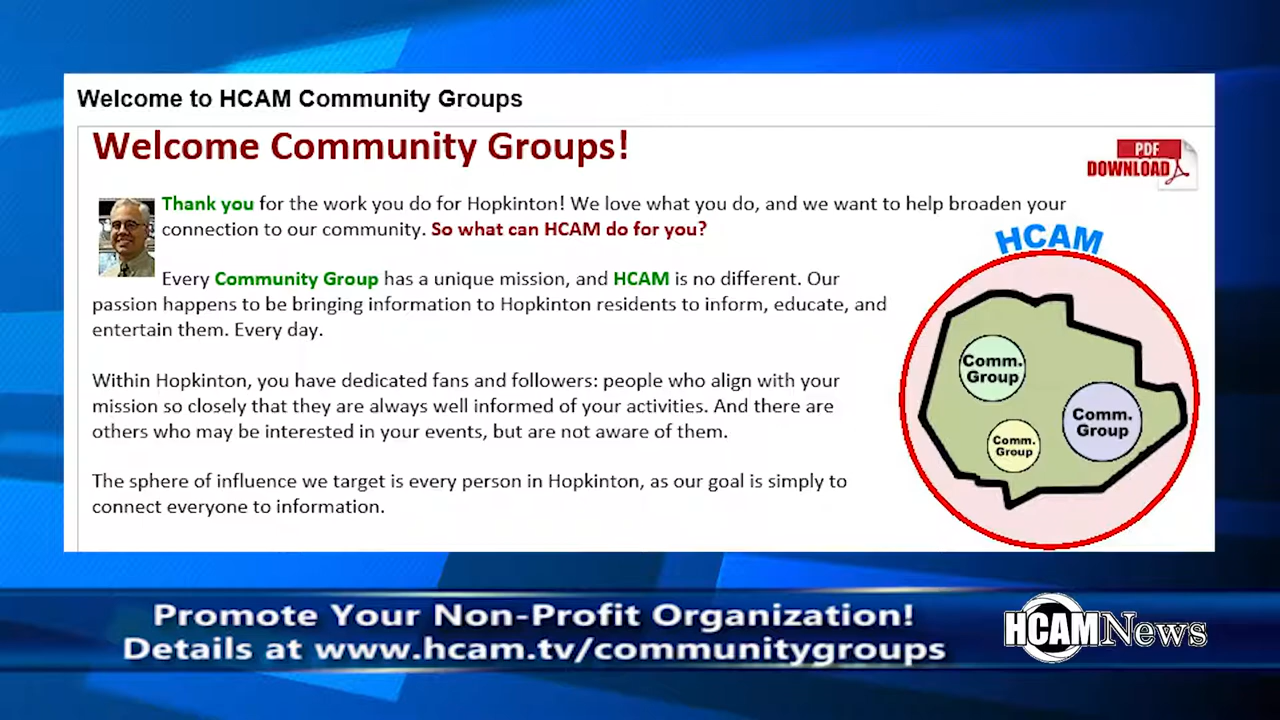 Welcome to HCAM Community Groups
Welcome Community Groups!
PDF
DOWNLOAD
Thank you for the work you do for Hopkinton! We love what you do, and we want to help broaden your
connection to our community. So what can HCAM do for you?
HCAM
Every Community Group has a unique mission, and HCAM is no different. Our
passion happens to be bringing information to Hopkinton residents to inform, educate, and
entertain them. Every day.
Within Hopkinton, you have dedicated fans and followers: people who align with your
mission so closely that they are always well informed of your activities. And there are
others who may be interested in your events, but are not aware of them.
The sphere of influence we target is every person in Hopkinton, as our goal is simply to
connect everyone to information.
Comm.
Group
Comm.
Group
Comm.
Group
Promote Your Non-Profit Organization!
Details at www.hcam.tv/communitygroups
HCAMNews